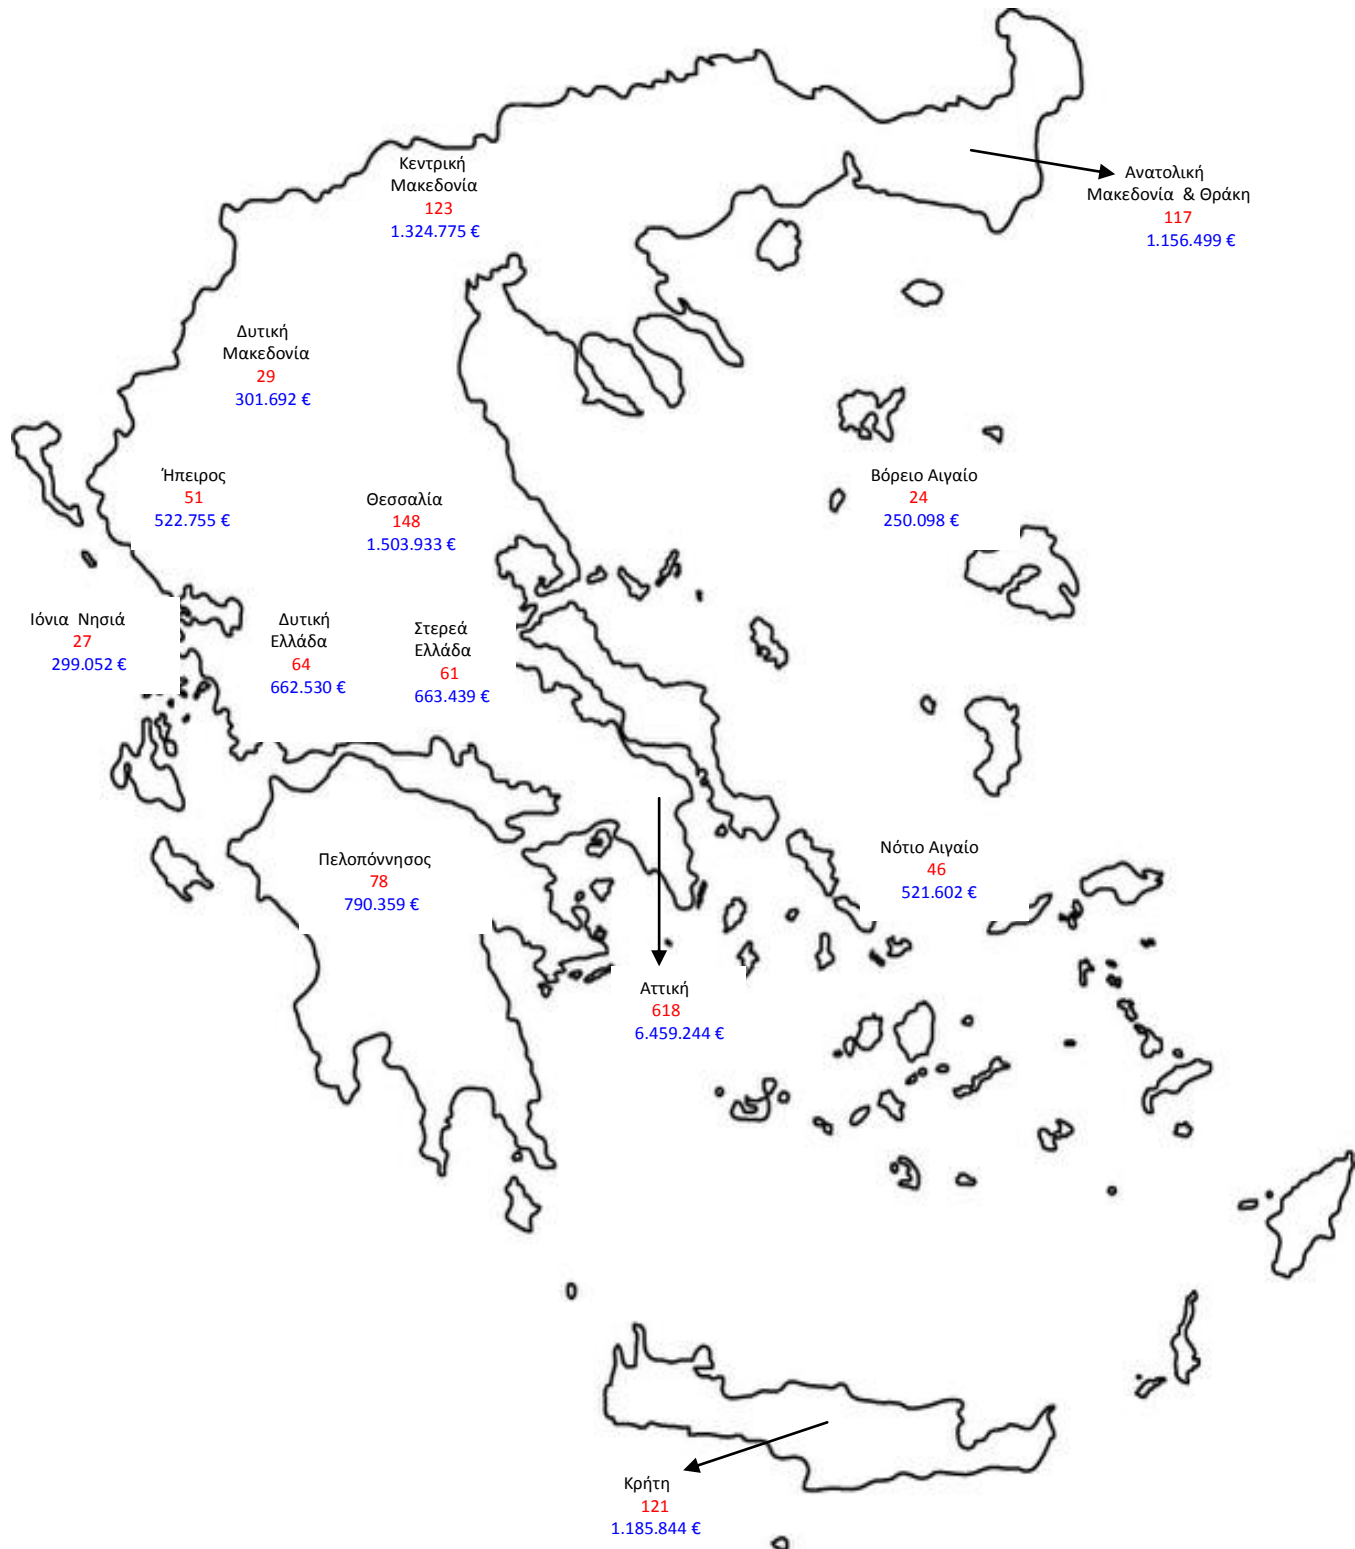 Κεντρική
Μακεδονία
123
1.324.775 €
Ανατολική
Μακεδονία & Θράκη
117
1.156.499 €
Δυτική
Μακεδονία
29
301.692 €
Ήπειρος
51
522.755 €
Θεσσαλία
148
1.503.933 €
Βόρειο Αιγαίο
24
250.098 €
Ιόνια Νησιά
27
299.052 €
Δυτική
Ελλάδα
64
662.530 €
Στερεά
Ελλάδα
61
663.439 €
Πελοπόννησος
78
790.359 €
Νότιο Αιγαίο
46
521.602 €
Αττική
618
6.459.244 €
Κρήτη
121
1.185.844 €